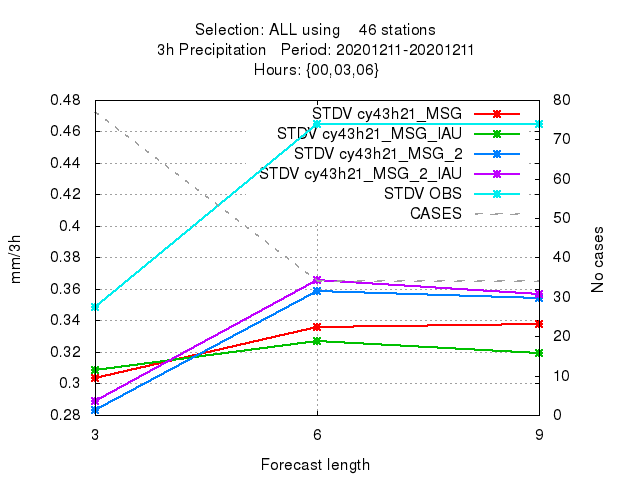 Selection: ALL using    46 stations
3h Precipitation   Period: 20201211-20201211
Hours: {00,03,06}
0.48
0.46
0.44
0.42
0.4
0.38
0.36
0.34
0.32
0.3
0.28
mm/3h
STDV cy43h21_MSG
STDV cy43h21_MSG_IAU
STDV cy43h21_MSG_2
STDV cy43h21_MSG_2_IAU
STDV OBS
CASES
80
70
60
50
40
30
20
10
0
No cases
3
6
9
Forecast length